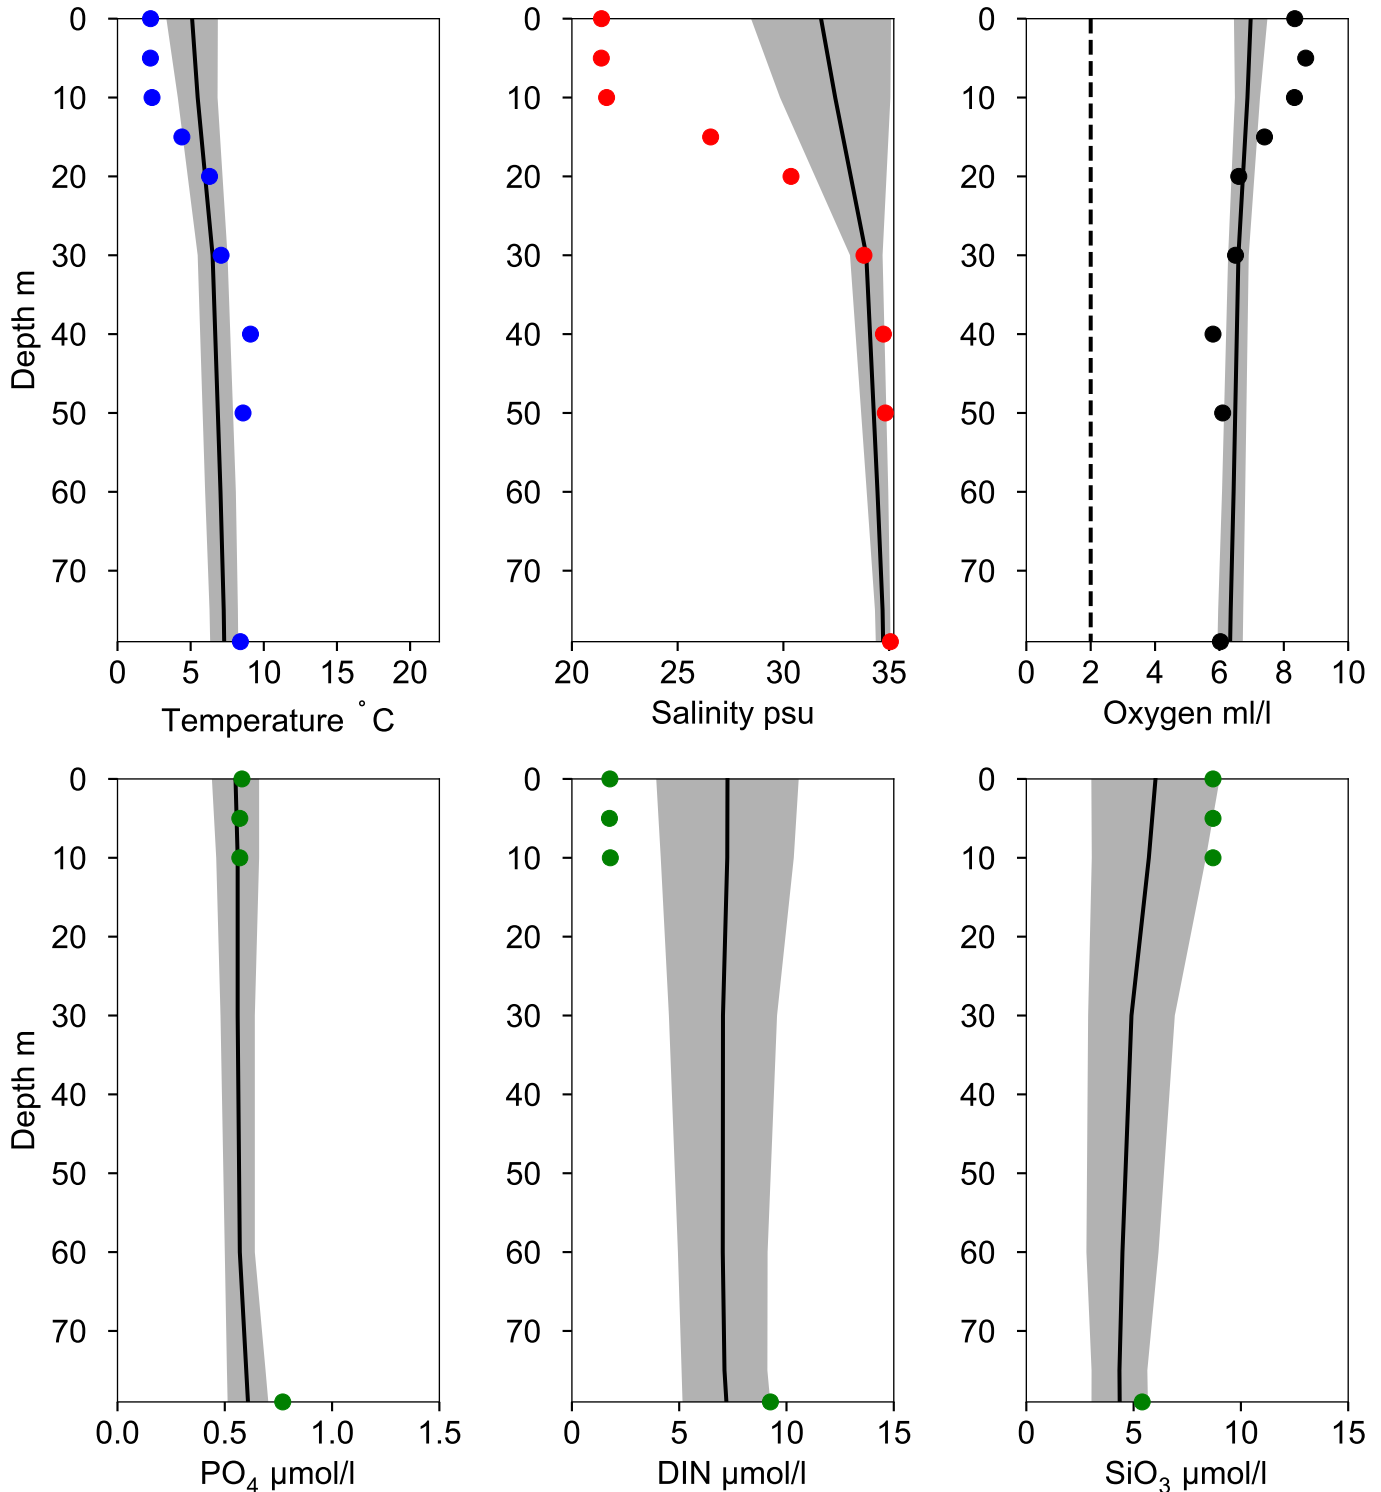 0 0 0
10 10 10
20 20 20
30 30 30
40 40 40
50 50 50
60 60 60
70 70 70
Depth m
0 5 10 15 20 20 25 30 35 0 2 4 6 8 10
Temperature °C Salinity psu Oxygen ml/l
0 0 0
10 10 10
20 20 20
30 30 30
40 40 40
50 50 50
60 60 60
70 70 70
Depth m
0.0 0.5 1.0 1.5 0 5 10 15 0 5 10 15
PO₄ µmol/l DIN µmol/l SiO₃ µmol/l